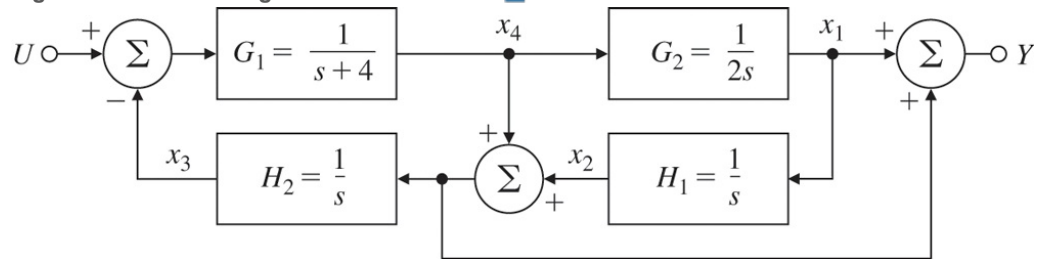 U + Σ − G₁ = 1/(s + 4) x₄ G₂ = 1/(2s) x₁ + Σ + Y
x₃ H₂ = 1/s + Σ + x₂ H₁ = 1/s